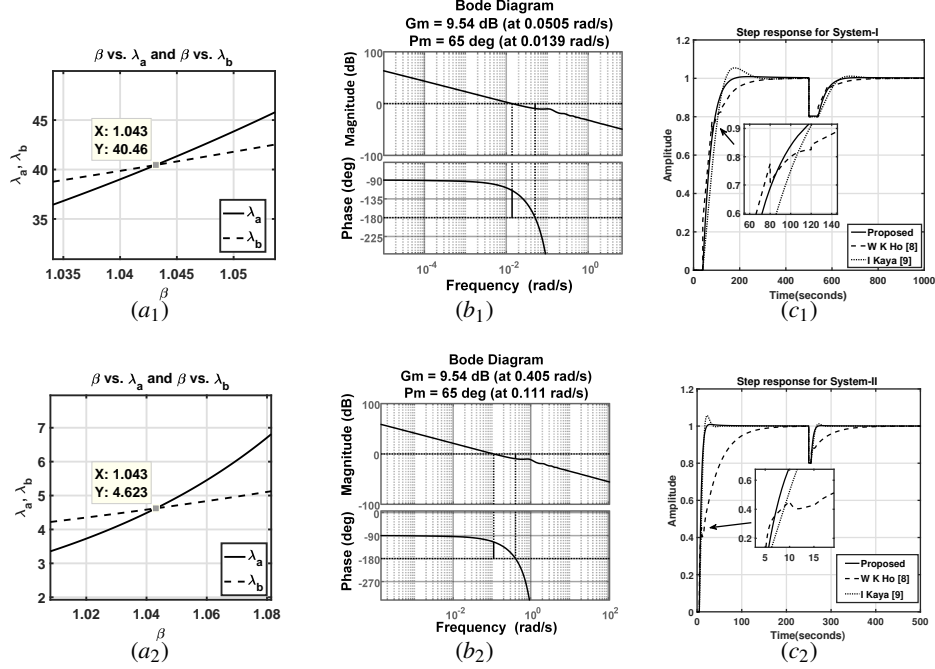 β vs. λa and β vs. λb
X: 1.043
Y: 40.46
45
40
35
λa, λb
λa
λb
1.035
1.04
1.045
1.05
β
(a1)
Bode Diagram
Gm = 9.54 dB (at 0.0505 rad/s)
Pm = 65 deg (at 0.0139 rad/s)
Magnitude (dB)
100
0
-100
Phase (deg)
-90
-135
-180
-225
10-4
10-2
100
Frequency (rad/s)
(b1)
Step response for System-I
Amplitude
1.2
1
0.8
0.6
0.4
0.2
0
0.9
0.8
0.7
0.6
60 80 100 120 140
Proposed
W K Ho [8]
I Kaya [9]
0 200 400 600 800 1000
Time(seconds)
(c1)
β vs. λa and β vs. λb
X: 1.043
Y: 4.623
7
6
5
4
3
2
λa, λb
λa
λb
1.02
1.04
1.06
1.08
β
(a2)
Bode Diagram
Gm = 9.54 dB (at 0.405 rad/s)
Pm = 65 deg (at 0.111 rad/s)
Magnitude (dB)
100
0
-100
Phase (deg)
0
-90
-180
-270
10-2
100
102
Frequency (rad/s)
(b2)
Step response for System-II
Amplitude
1.2
1
0.8
0.6
0.4
0.2
0
0.6
0.4
0.2
5 10 15
Proposed
W K Ho [8]
I Kaya [9]
0 100 200 300 400 500
Time(seconds)
(c2)